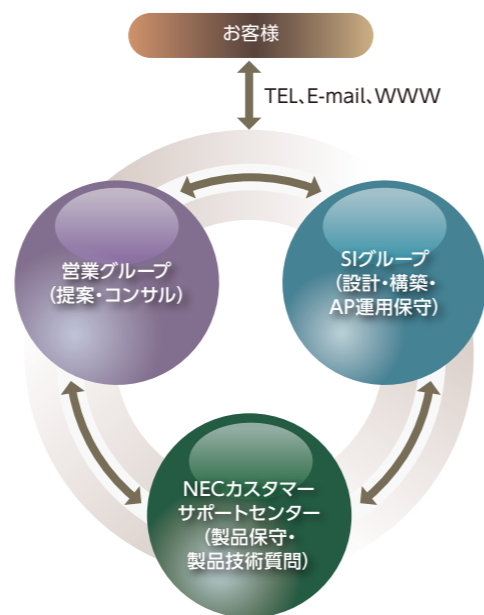 お客様
TEL、E-mail、WWW
営業グループ
（提案・コンサル）
SIグループ
（設計・構築・
AP運用保守）
NECカスタマー
サポートセンター
（製品保守・
製品技術質問）